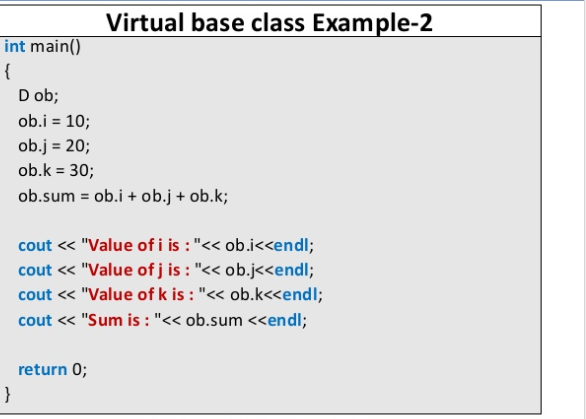 Virtual base class Example-2
int main()
{
D ob;
ob.i = 10;
ob.j = 20;
ob.k = 30;
ob.sum = ob.i + ob.j + ob.k;
cout << "Value of i is : "<< ob.i<<endl;
cout << "Value of j is : "<< ob.j<<endl;
cout << "Value of k is : "<< ob.k<<endl;
cout << "Sum is : "<< ob.sum <<endl;
return 0;
}